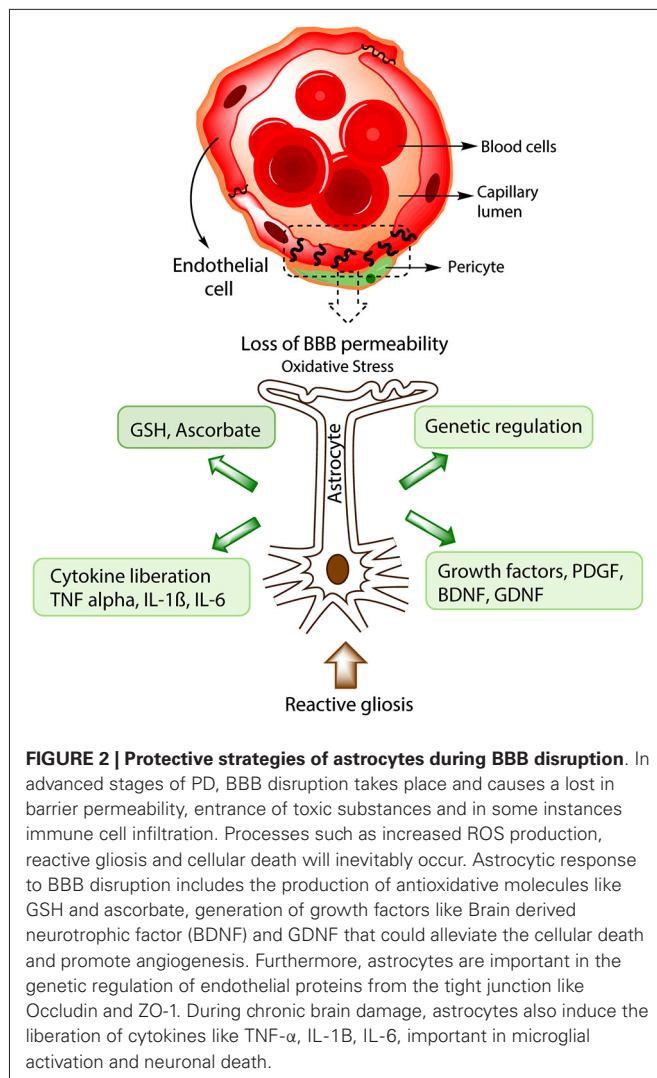 Blood cells
Capillary
lumen
Endothelial
cell
Pericyte
Loss of BBB permeability
Oxidative Stress
GSH, Ascorbate
Genetic regulation
Astrocyte
Cytokine liberation
TNF alpha, IL-1ß, IL-6
Growth factors, PDGF,
BDNF, GDNF
Reactive gliosis
FIGURE 2 | Protective strategies of astrocytes during BBB disruption. In
advanced stages of PD, BBB disruption takes place and causes a lost in
barrier permeability, entrance of toxic substances and in some instances
immune cell infiltration. Processes such as increased ROS production,
reactive gliosis and cellular death will inevitably occur. Astrocytic response
to BBB disruption includes the production of antioxidative molecules like
GSH and ascorbate, generation of growth factors like Brain derived
neurotrophic factor (BDNF) and GDNF that could alleviate the cellular death
and promote angiogenesis. Furthermore, astrocytes are important in the
genetic regulation of endothelial proteins from the tight junction like
Occludin and ZO-1. During chronic brain damage, astrocytes also induce the
liberation of cytokines like TNF-α, IL-1B, IL-6, important in microglial
activation and neuronal death.